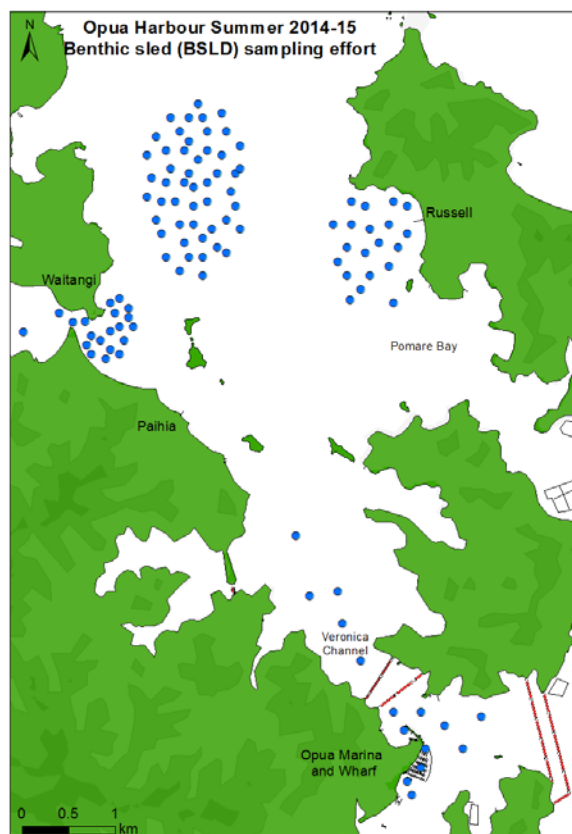 Opua Harbour Summer 2014-15
Benthic sled (BSLD) sampling effort
N
Russell
Waitangi
Pomare Bay
Paihia
Veronica
Channel
Opua Marina
and Wharf
0 0.5 1
km